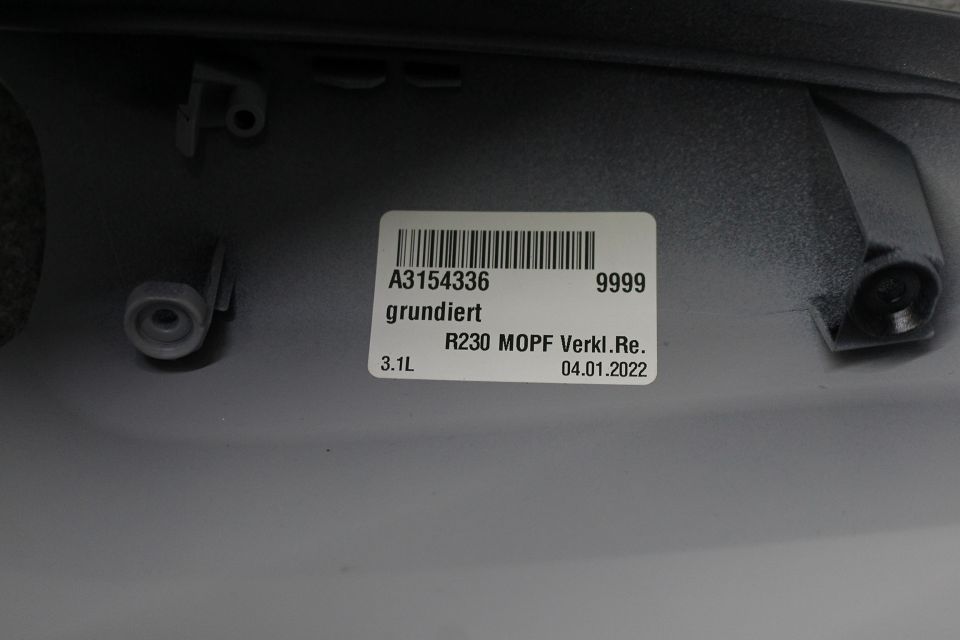 A3154336 9999
grundiert
R230 MOPF Verkl.Re.
3.1L 04.01.2022